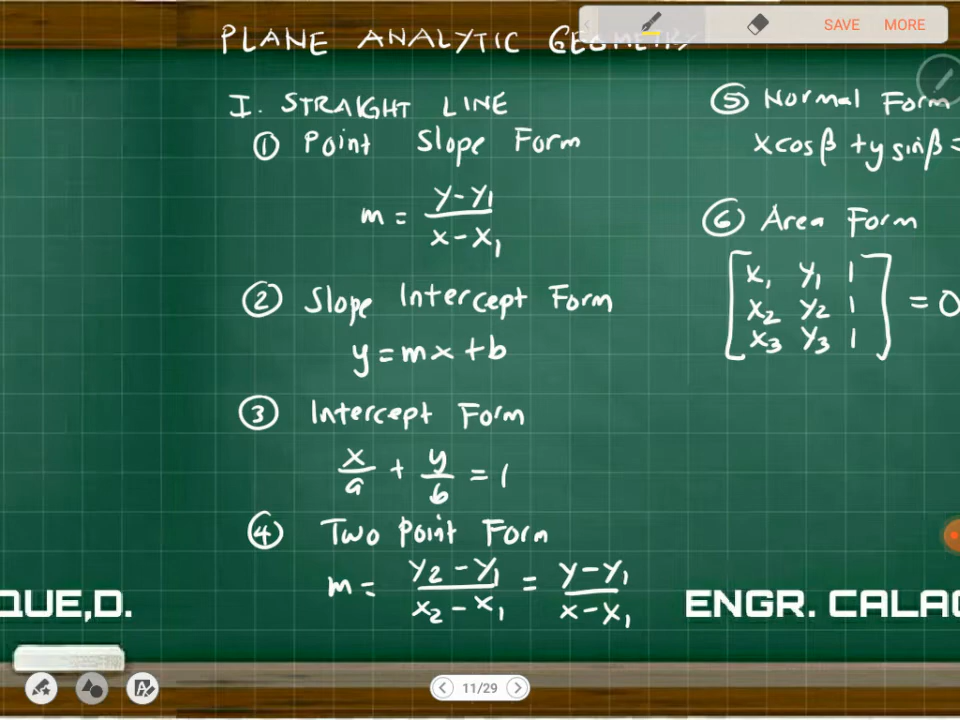 SAVE MORE
PLANE ANALYTIC GEOMETRY
I. STRAIGHT LINE
① Point Slope Form
m = (y-y₁)/(x-x₁)
② Slope Intercept Form
y = mx + b
③ Intercept Form
x/a + y/b = 1
④ Two Point Form
m = (y₂-y₁)/(x₂-x₁) = (y-y₁)/(x-x₁)
⑤ Normal Form
x cos β + y sin β =
⑥ Area Form
[x₁ y₁ 1
x₂ y₂ 1
x₃ y₃ 1] = 0
QUE,D.
ENGR. CALA
11/29